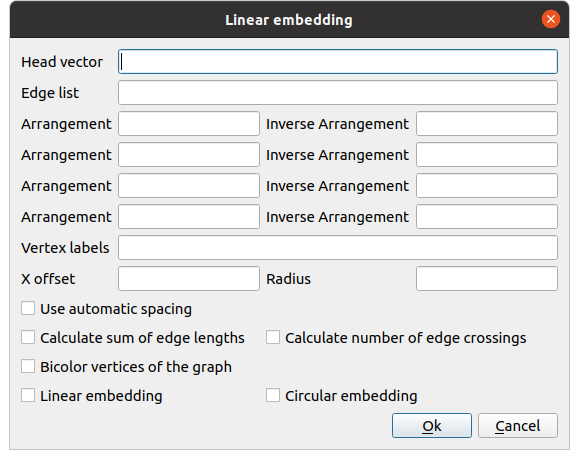 Linear embedding
Head vector
Edge list
Arrangement Inverse Arrangement
Arrangement Inverse Arrangement
Arrangement Inverse Arrangement
Arrangement Inverse Arrangement
Vertex labels
X offset Radius
Use automatic spacing
Calculate sum of edge lengths Calculate number of edge crossings
Bicolor vertices of the graph
Linear embedding Circular embedding
Ok Cancel